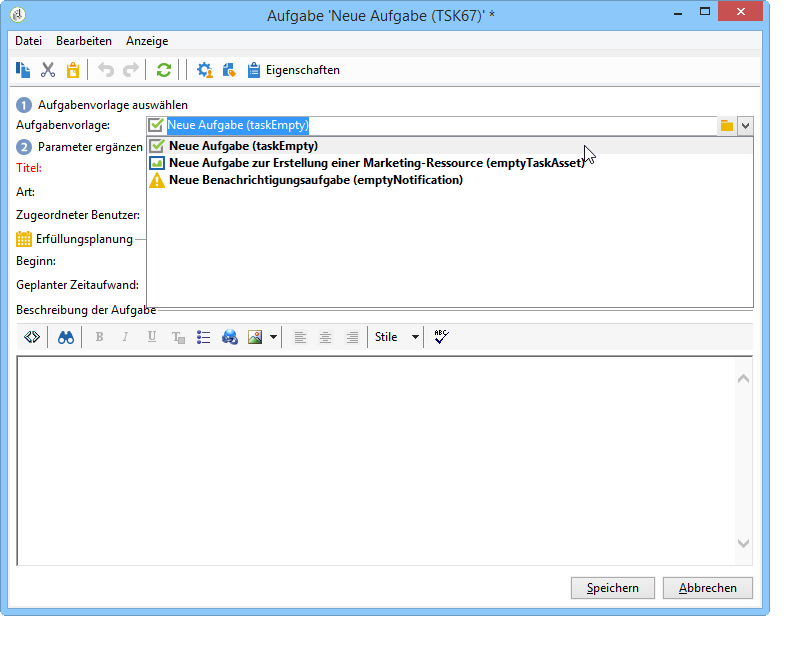 Aufgabe 'Neue Aufgabe (TSK67)' *
Datei Bearbeiten Anzeige
Eigenschaften
1 Aufgabenvorlage auswählen
Aufgabenvorlage: Neue Aufgabe (taskEmpty)
Neue Aufgabe (taskEmpty)
2 Parameter ergänzen
Neue Aufgabe zur Erstellung einer Marketing-Ressource (emptyTaskAsset)
Titel:
Neue Benachrichtigungsaufgabe (emptyNotification)
Art:
Zugeordneter Benutzer:
Erfüllungsplanung
Beginn:
Geplanter Zeitaufwand:
Beschreibung der Aufgabe
B I U T Stile ABC
Speichern Abbrechen